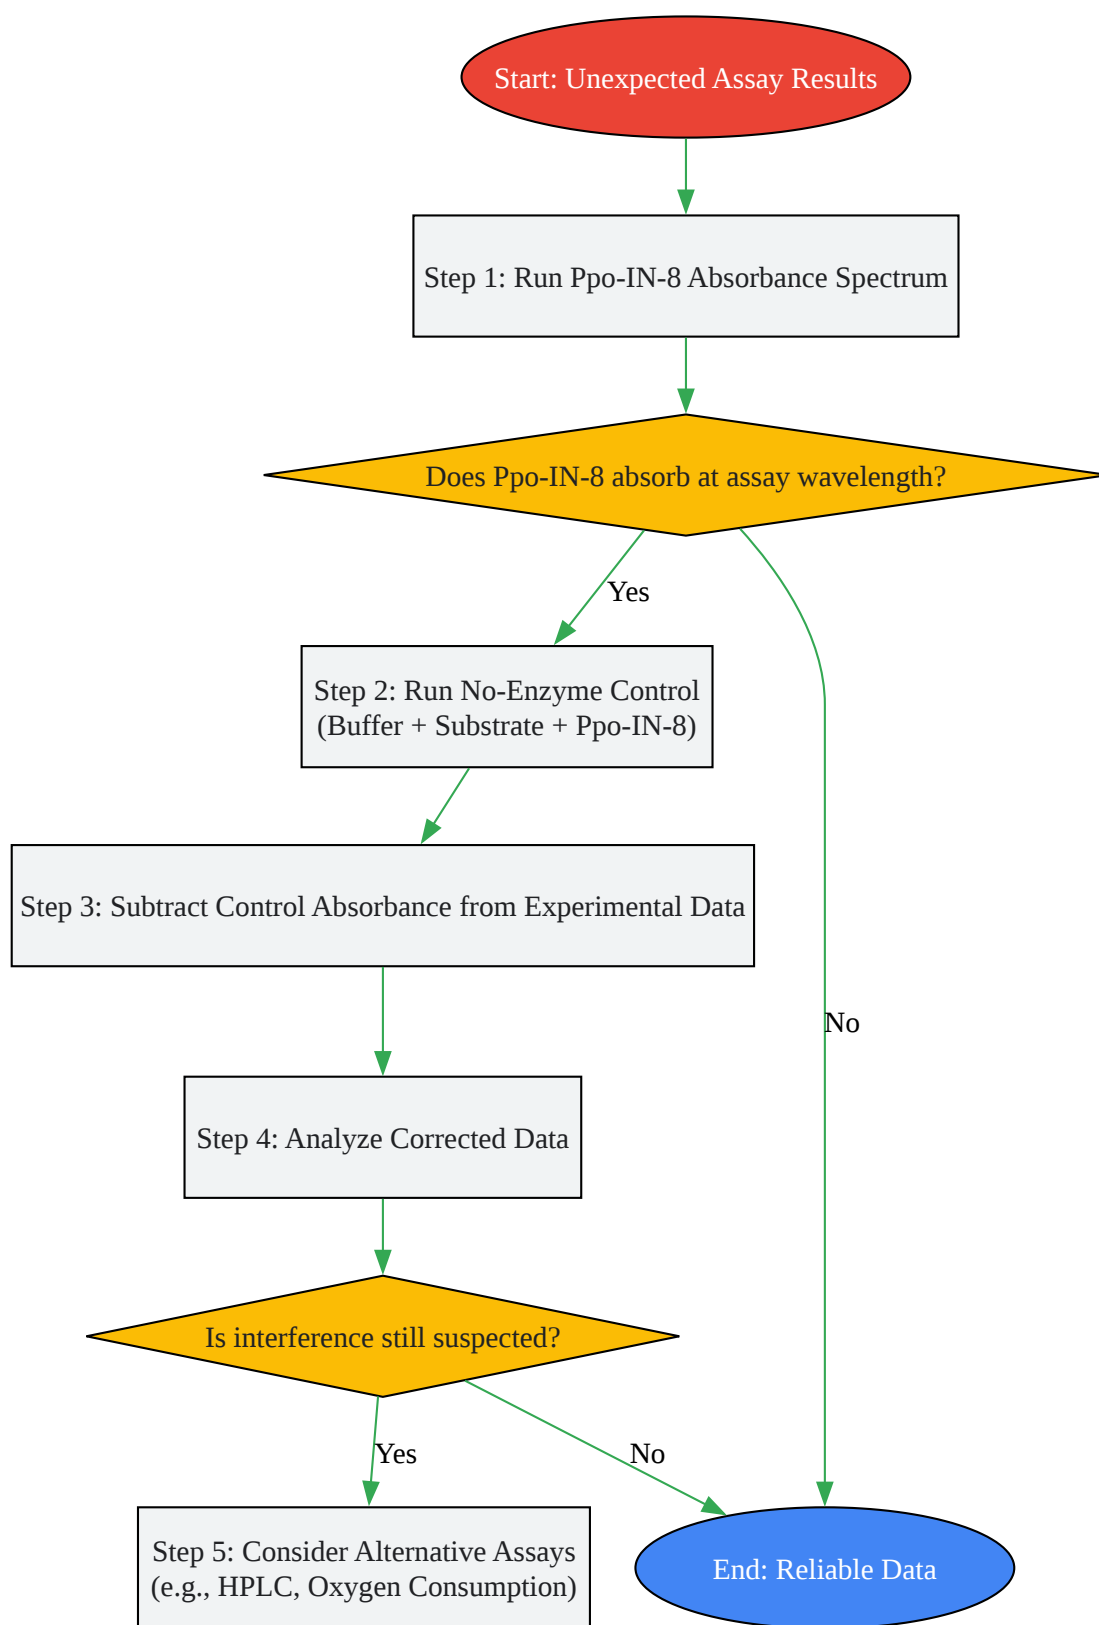 Start: Unexpected Assay Results
Step 1: Run Ppo-IN-8 Absorbance Spectrum
Does Ppo-IN-8 absorb at assay wavelength?
Yes
Step 2: Run No-Enzyme Control
(Buffer + Substrate + Ppo-IN-8)
Step 3: Subtract Control Absorbance from Experimental Data
No
Step 4: Analyze Corrected Data
Is interference still suspected?
Yes
No
Step 5: Consider Alternative Assays
(e.g., HPLC, Oxygen Consumption)
End: Reliable Data